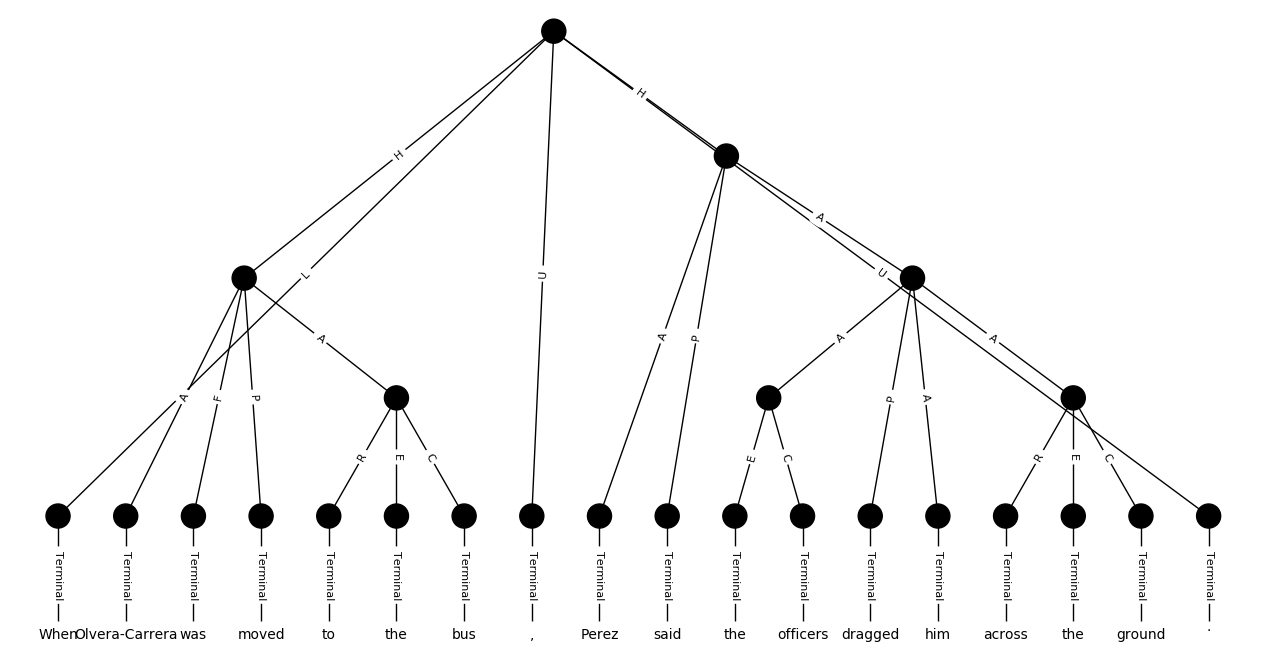 H
H
A
L
U
U
A
A
P
A
A
A
F
P
P
A
R
E
C
E
C
R
E
C
Terminal Terminal Terminal Terminal Terminal Terminal Terminal Terminal Terminal Terminal Terminal Terminal Terminal Terminal Terminal Terminal Terminal Terminal
When Olvera-Carrera was moved to the bus , Perez said the officers dragged him across the ground .